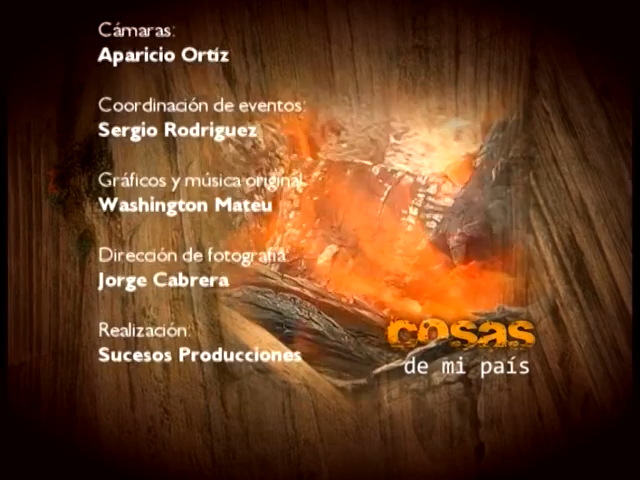 Cámaras:
Aparicio Ortíz
Coordinación de eventos:
Sergio Rodriguez
Gráficos y música original:
Washington Mateu
Dirección de fotografía:
Jorge Cabrera
Realización:
Sucesos Producciones
cosas
de mi país